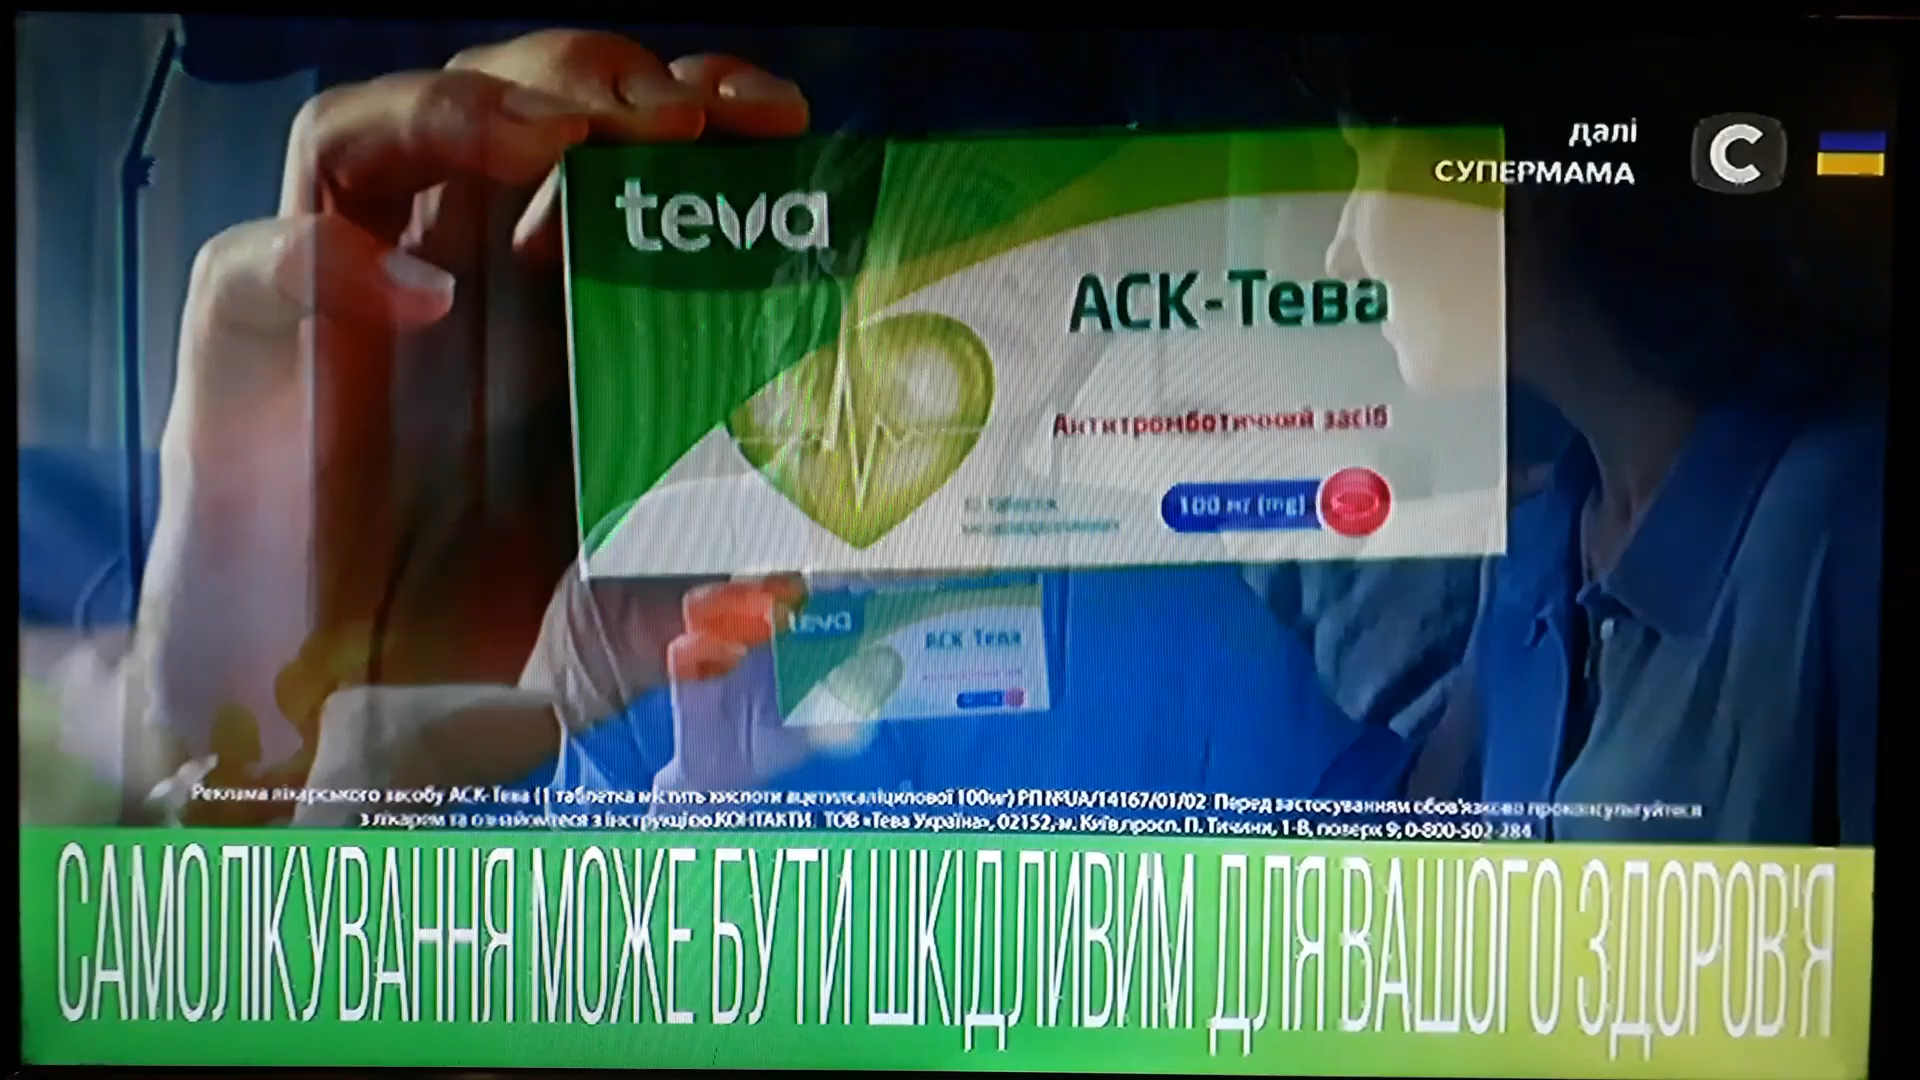 далі
СУПЕРМАМА
C
teva
АСК-Тева
Антитромботичний засіб
100 мг (mg)
teva
АСК-Тева
Реклама лікарського засобу АСК-Тева (1 таблетка містить кислоти ацетилсаліцилової 100мг) РП №UA/14167/01/02 Перед застосуванням обов'язково проконсультуйтеся
з лікарем та ознайомтеся з інструкцією.КОНТАКТИ: ТОВ «Тева Україна», 02152, м. Київ, просп. П. Тичини, 1-В, поверх 9; 0-800-502-284
САМОЛІКУВАННЯ МОЖЕ БУТИ ШКІДЛИВИМ ДЛЯ ВАШОГО ЗДОРОВ'Я